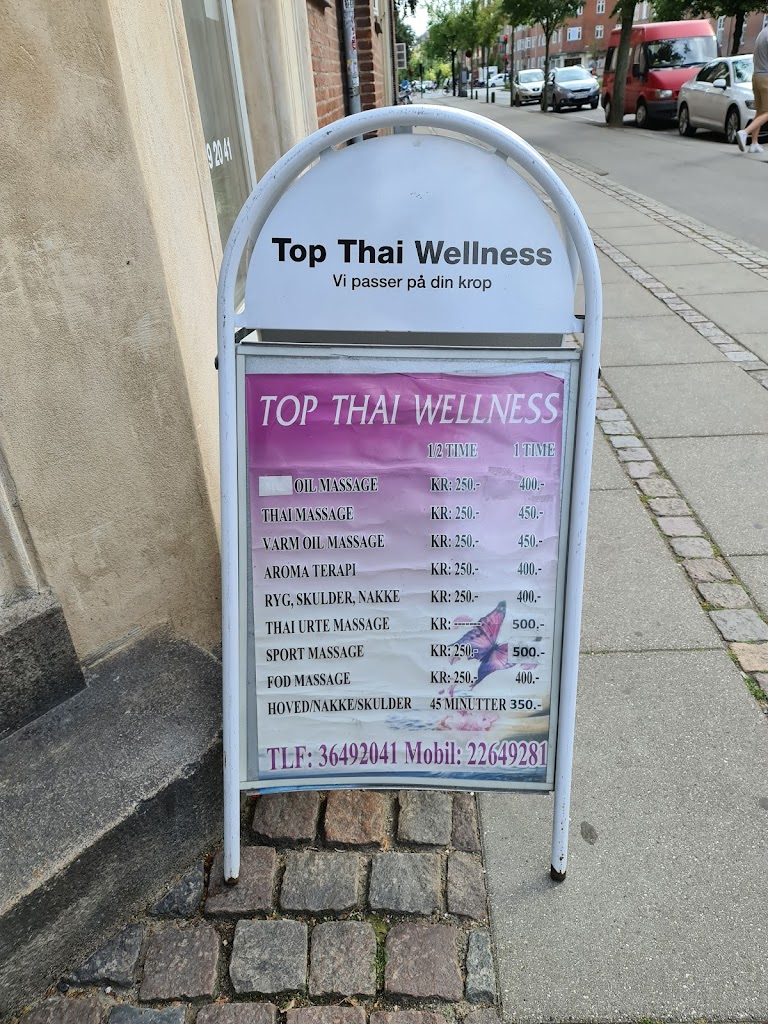 9 20 41
Top Thai Wellness
Vi passer på din krop
TOP THAI WELLNESS
1/2 TIME 1 TIME
OIL MASSAGE KR: 250.- 400.-
THAI MASSAGE KR: 250.- 450.-
VARM OIL MASSAGE KR: 250.- 450.-
AROMA TERAPI KR: 250.- 400.-
RYG, SKULDER, NAKKE KR: 250.- 400.-
THAI URTE MASSAGE KR: ------- 500.-
SPORT MASSAGE KR: 250.- 500.-
FOD MASSAGE KR: 250.- 400.-
HOVED/NAKKE/SKULDER 45 MINUTTER 350.-
TLF: 36492041 Mobil: 22649281